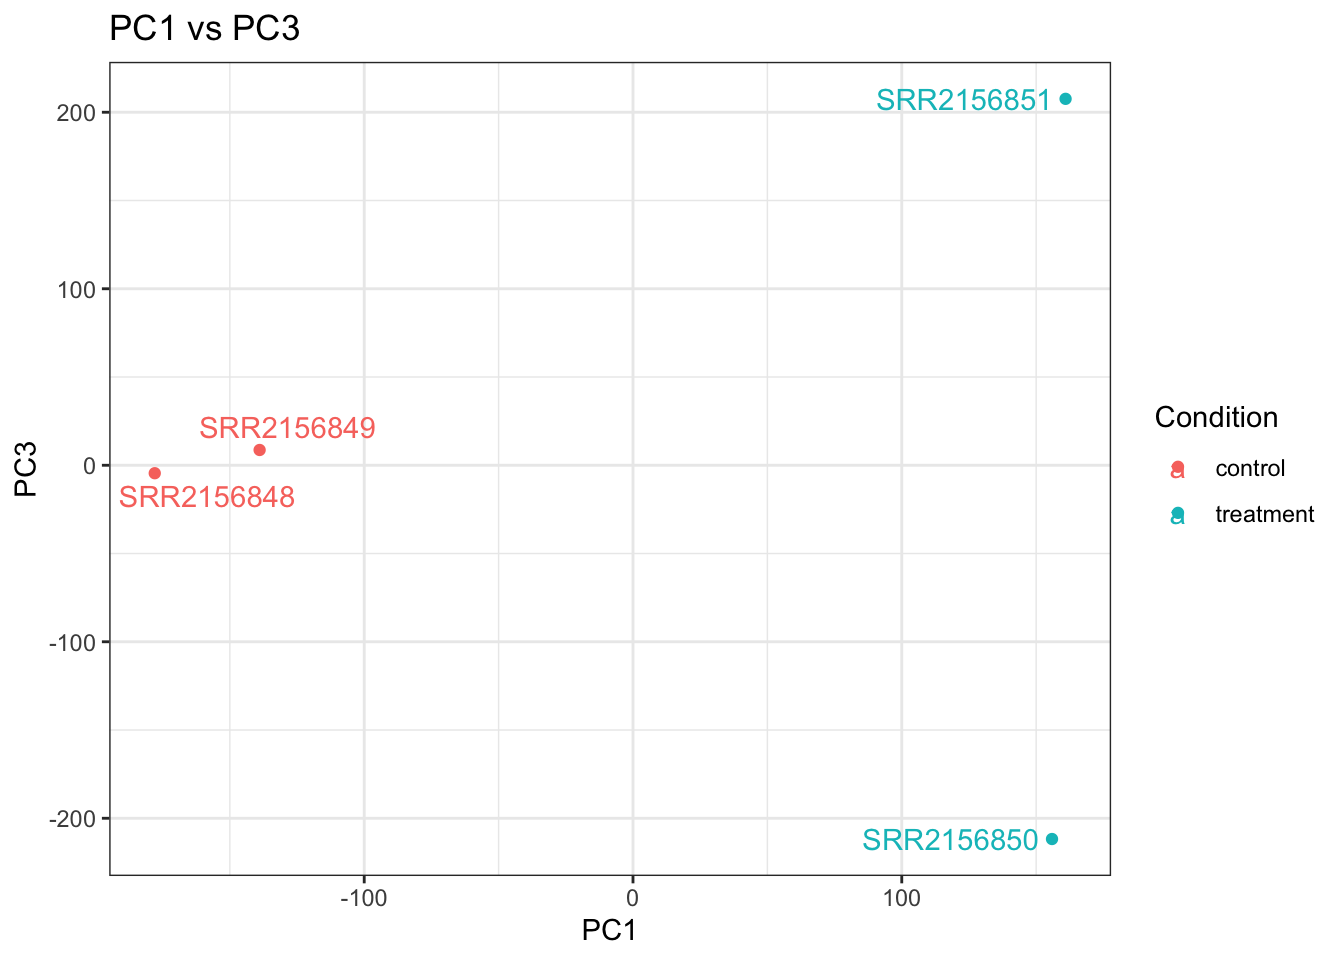 PC1 vs PC3
SRR2156851
200
100
SRR2156849
0
SRR2156848
-100
-200
SRR2156850
-100 0 100
PC1
PC3
Condition
a control
a treatment